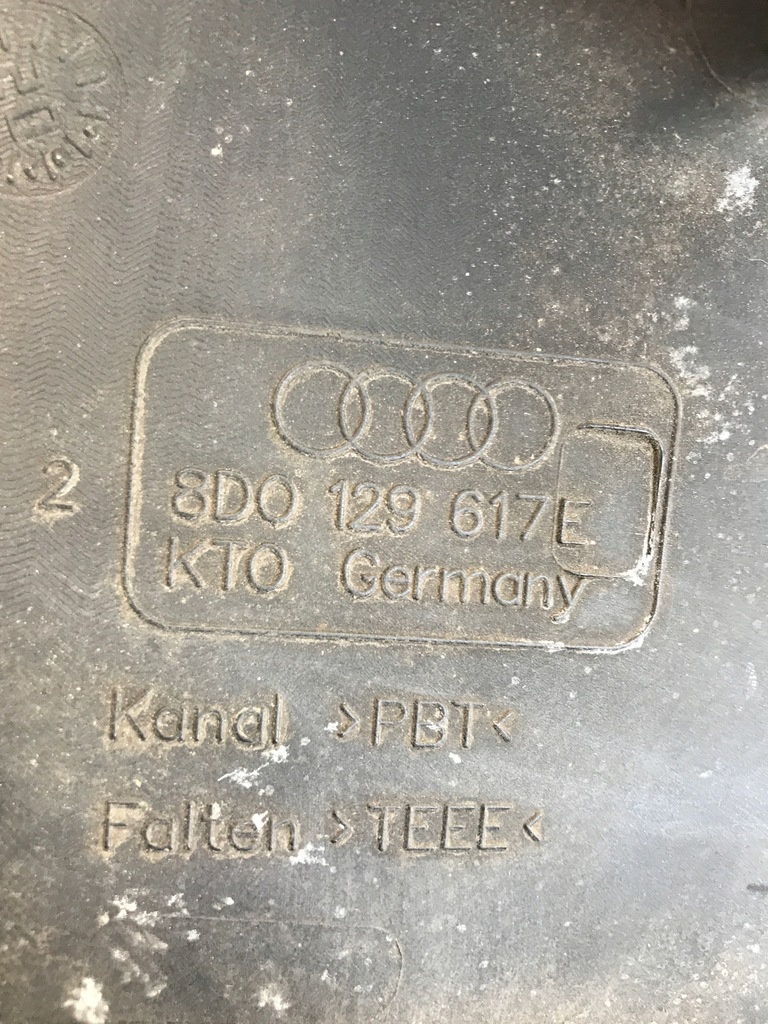 2
8D0 129 617E
KTO Germany
Kanal >PBT<
Falten >TEEE<